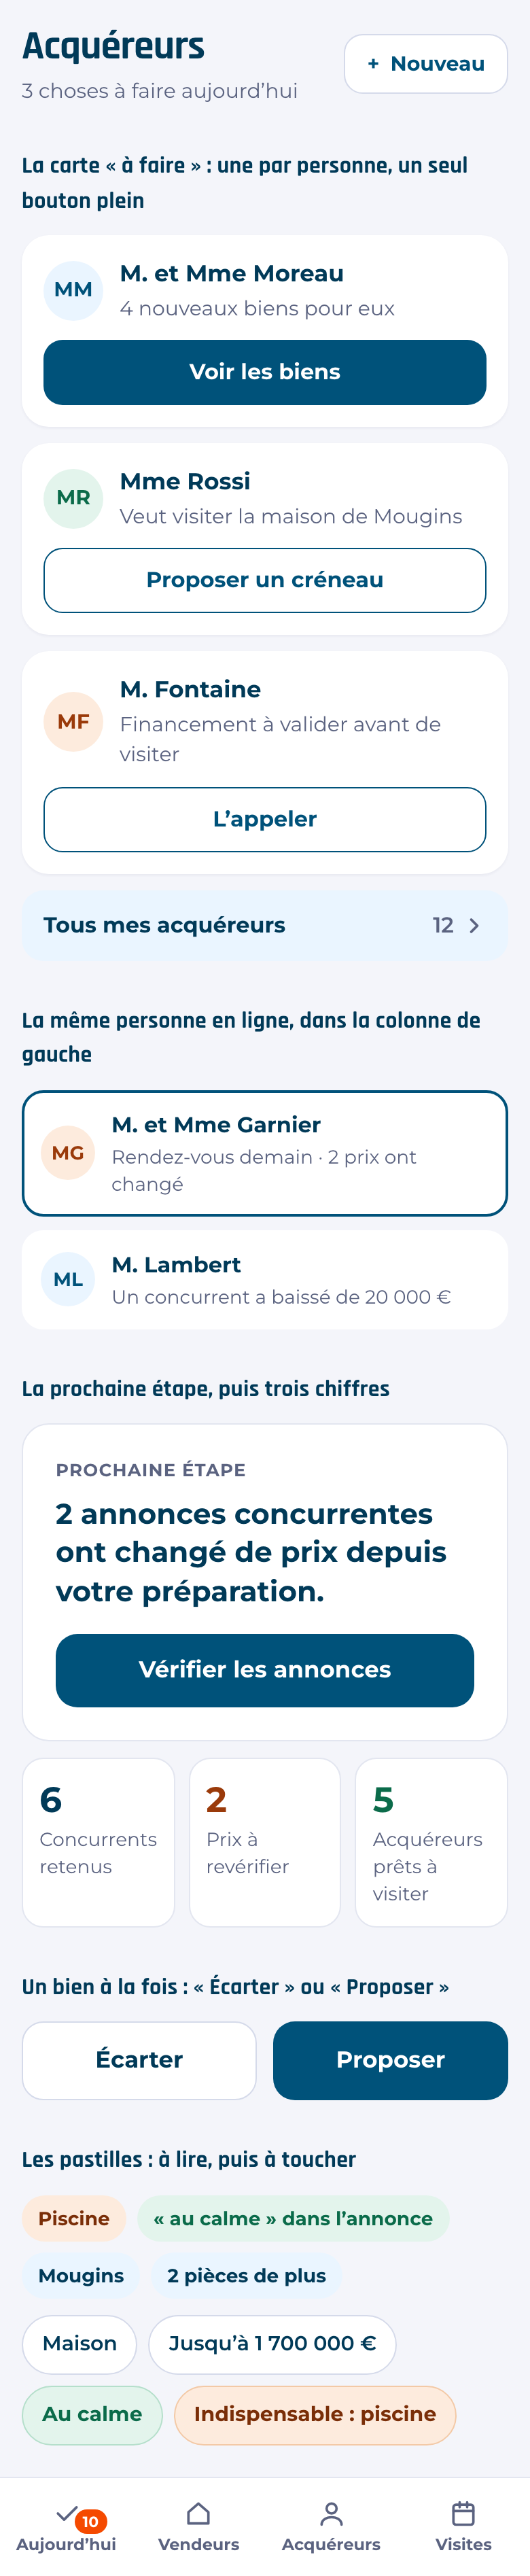 Acquéreurs
+ Nouveau
3 choses à faire aujourd’hui
La carte « à faire » : une par personne, un seul
bouton plein
MM
M. et Mme Moreau
4 nouveaux biens pour eux
Voir les biens
MR
Mme Rossi
Veut visiter la maison de Mougins
Proposer un créneau
MF
M. Fontaine
Financement à valider avant de
visiter
L’appeler
Tous mes acquéreurs
12
La même personne en ligne, dans la colonne de
gauche
MG
M. et Mme Garnier
Rendez-vous demain · 2 prix ont
changé
ML
M. Lambert
Un concurrent a baissé de 20 000 €
La prochaine étape, puis trois chiffres
PROCHAINE ÉTAPE
2 annonces concurrentes
ont changé de prix depuis
votre préparation.
Vérifier les annonces
6
Concurrents
retenus
2
Prix à
revérifier
5
Acquéreurs
prêts à
visiter
Un bien à la fois : « Écarter » ou « Proposer »
Écarter
Proposer
Les pastilles : à lire, puis à toucher
Piscine
« au calme » dans l’annonce
Mougins
2 pièces de plus
Maison
Jusqu’à 1 700 000 €
Au calme
Indispensable : piscine
10
Aujourd’hui
Vendeurs
Acquéreurs
Visites